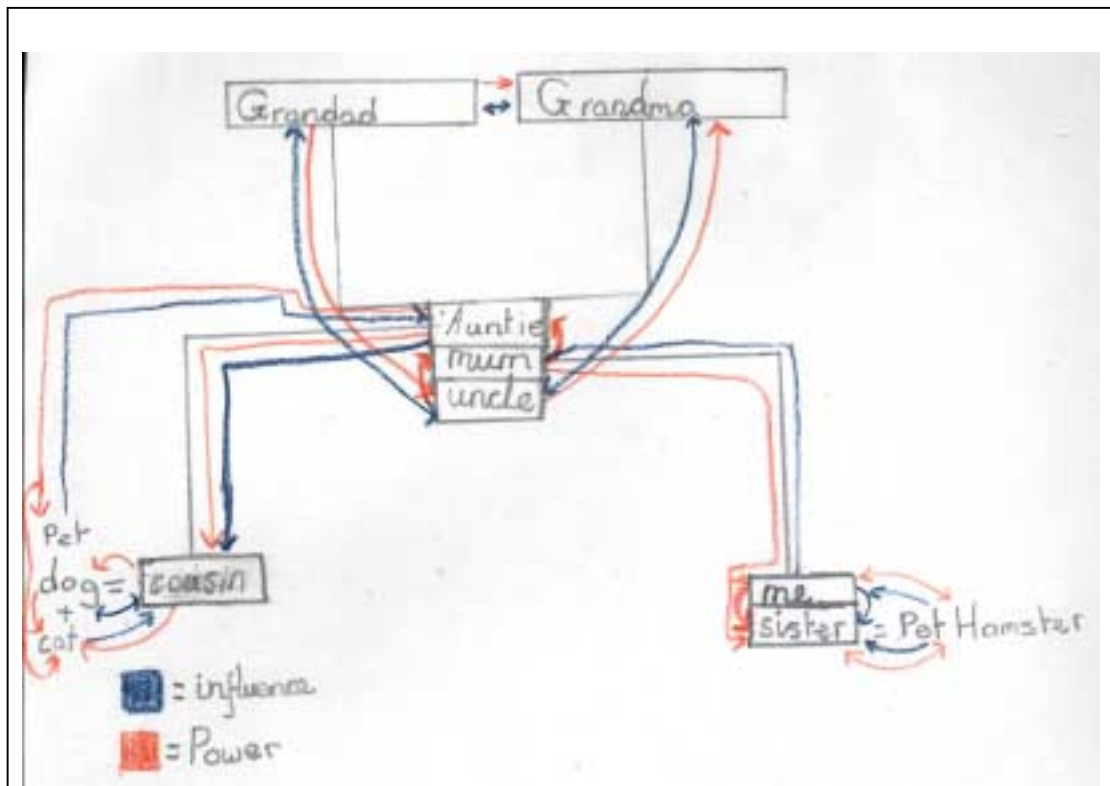 Grandad
Grandma
Auntie
mum
uncle
Pet
dog = cousin
+
cat
me
sister = Pet Hamster
= influence
= Power